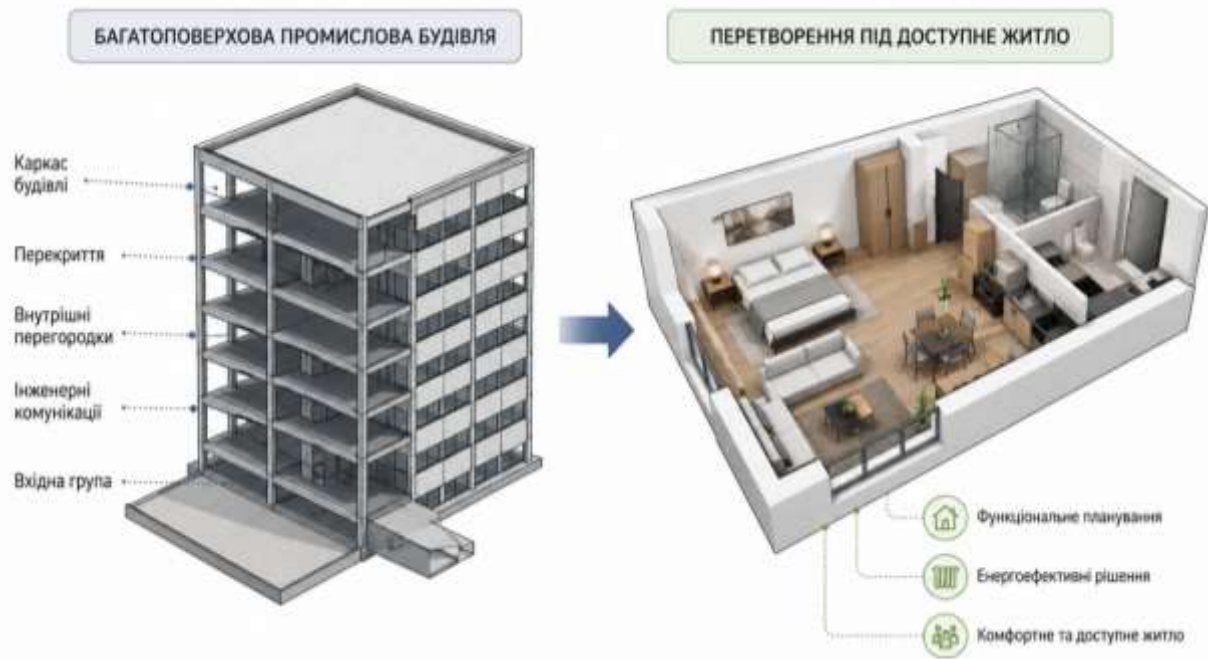 БАГАТОПОВЕРХОВА ПРОМИСЛОВА БУДІВЛЯ
ПЕРЕТВОРЕННЯ ПІД ДОСТУПНЕ ЖИТЛО
Каркас
будівлі
Перекриття
Внутрішні
перегородки
Інженерні
комунікації
Вхідна група
Функціональне планування
Енергоефективні рішення
Комфортне та доступне житло